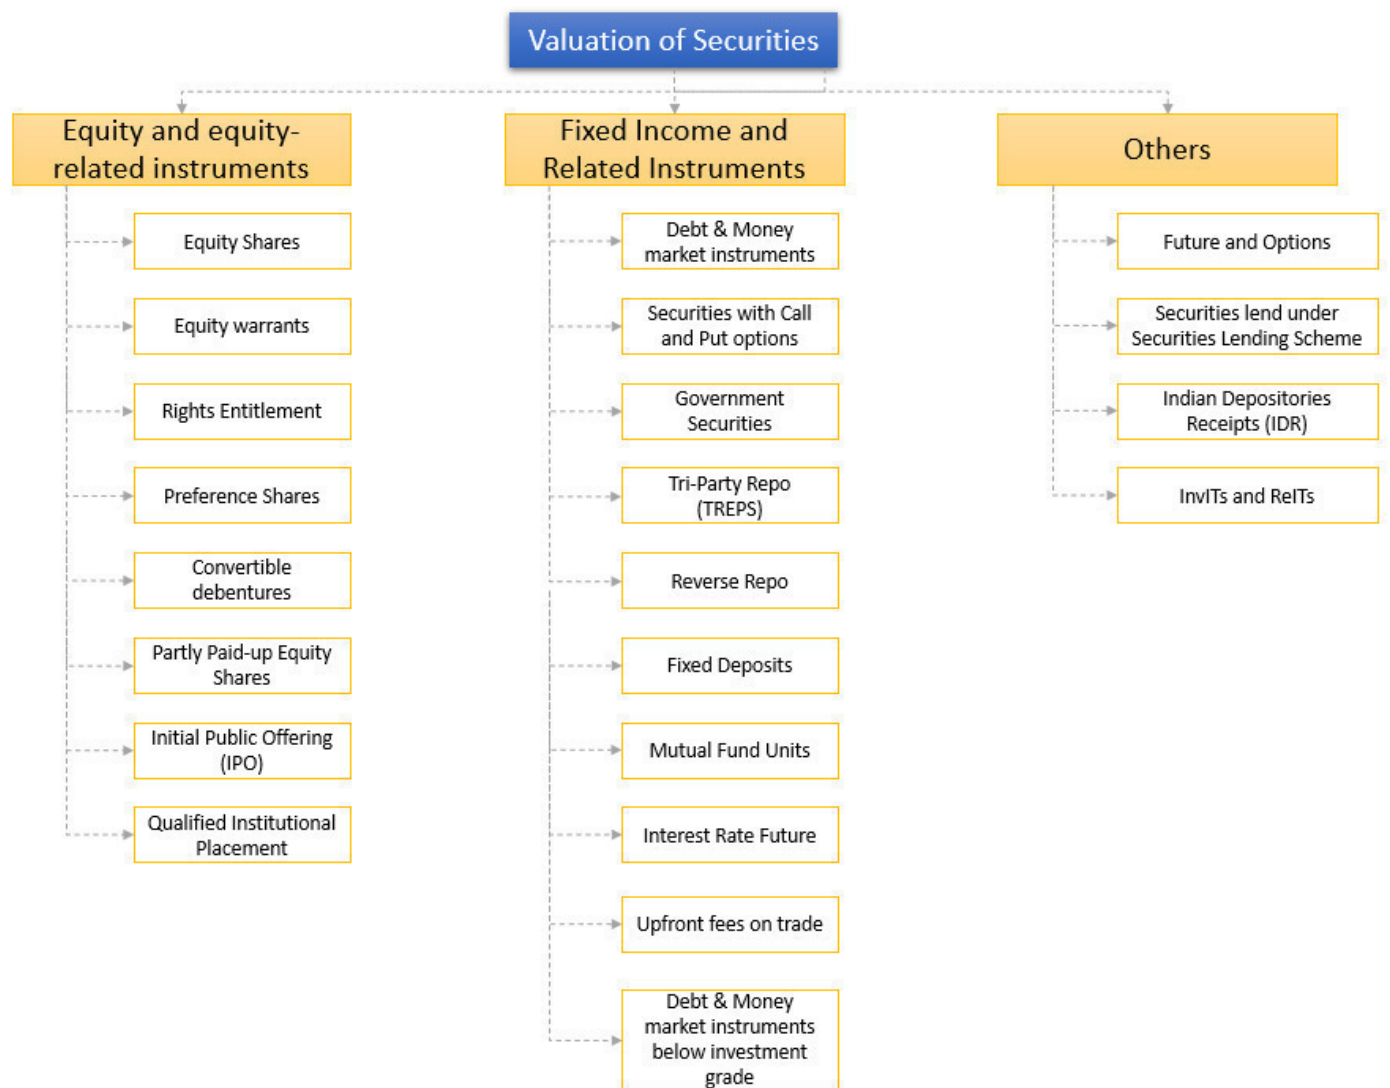 Valuation of Securities
Equity and equity-
related instruments
Equity Shares
Equity warrants
Rights Entitlement
Preference Shares
Convertible
debentures
Partly Paid-up Equity
Shares
Initial Public Offering
(IPO)
Qualified Institutional
Placement
Fixed Income and
Related Instruments
Debt & Money
market instruments
Securities with Call
and Put options
Government
Securities
Tri-Party Repo
(TREPS)
Reverse Repo
Fixed Deposits
Mutual Fund Units
Interest Rate Future
Upfront fees on trade
Debt & Money
market instruments
below investment
grade
Others
Future and Options
Securities lend under
Securities Lending Scheme
Indian Depositories
Receipts (IDR)
InvITs and ReITs